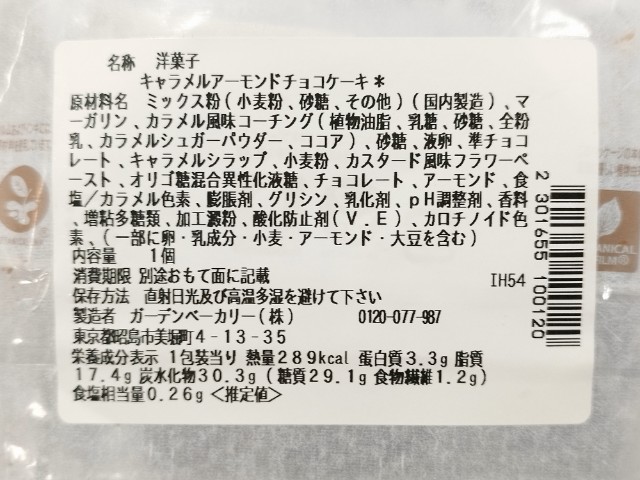 名称 洋菓子
キャラメルアーモンドチョコケーキ*
原材料名 ミックス粉(小麦粉、砂糖、その他)(国内製造)、マ
ーガリン、カラメル風味コーチング(植物油脂、乳糖、砂糖、全粉
乳、カラメルシュガーパウダー、ココア)、砂糖、液卵、準チョコ
レート、キャラメルシラップ、小麦粉、カスタード風味フラワーペ
ースト、オリゴ糖混合異性化液糖、チョコレート、アーモンド、食
塩/カラメル色素、膨脹剤、グリシン、乳化剤、pH調整剤、香料
、増粘多糖類、加工澱粉、酸化防止剤(V.E)、カロチノイド色
素、(一部に卵・乳成分・小麦・アーモンド・大豆を含む)
内容量 1個
消費期限 別途おもて面に記載
IH54
保存方法 直射日光及び高温多湿を避けて下さい
製造者 ガーデンベーカリー(株) 0120-077-987
東京都昭島市美堀町4-13-35
栄養成分表示 1包装当り 熱量289kcal 蛋白質3.3g 脂質
17.4g 炭水化物30.3g(糖質29.1g 食物繊維1.2g)
食塩相当量0.26g<推定値>
2 301655 100120